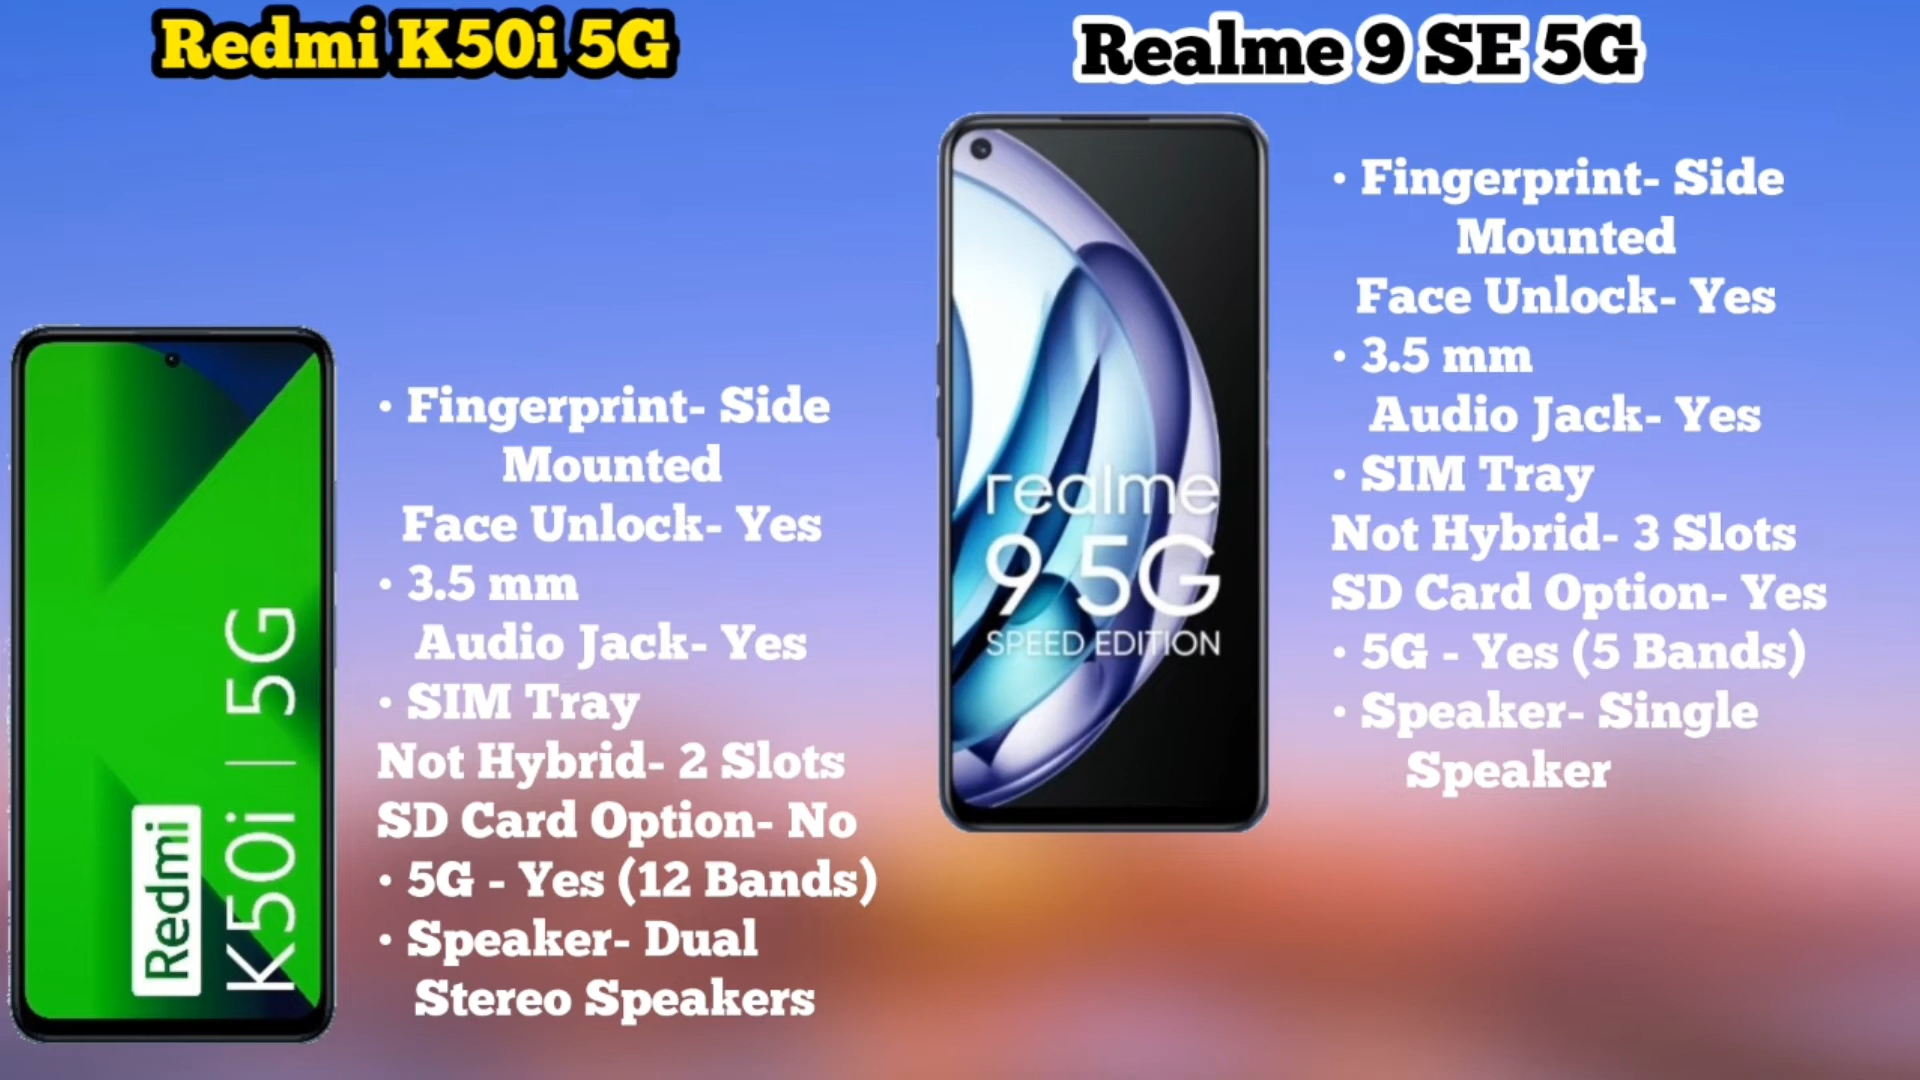 Redmi K50i 5G
Realme 9 SE 5G
• Fingerprint- Side
Mounted
Face Unlock- Yes
• 3.5 mm
Audio Jack- Yes
• SIM Tray
Not Hybrid- 2 Slots
SD Card Option- No
• 5G - Yes (12 Bands)
• Speaker- Dual
Stereo Speakers
Redmi
K50i | 5G
• Fingerprint- Side
Mounted
Face Unlock- Yes
• 3.5 mm
Audio Jack- Yes
• SIM Tray
Not Hybrid- 3 Slots
SD Card Option- Yes
• 5G - Yes (5 Bands)
• Speaker- Single
Speaker
realme
9 5G
SPEED EDITION